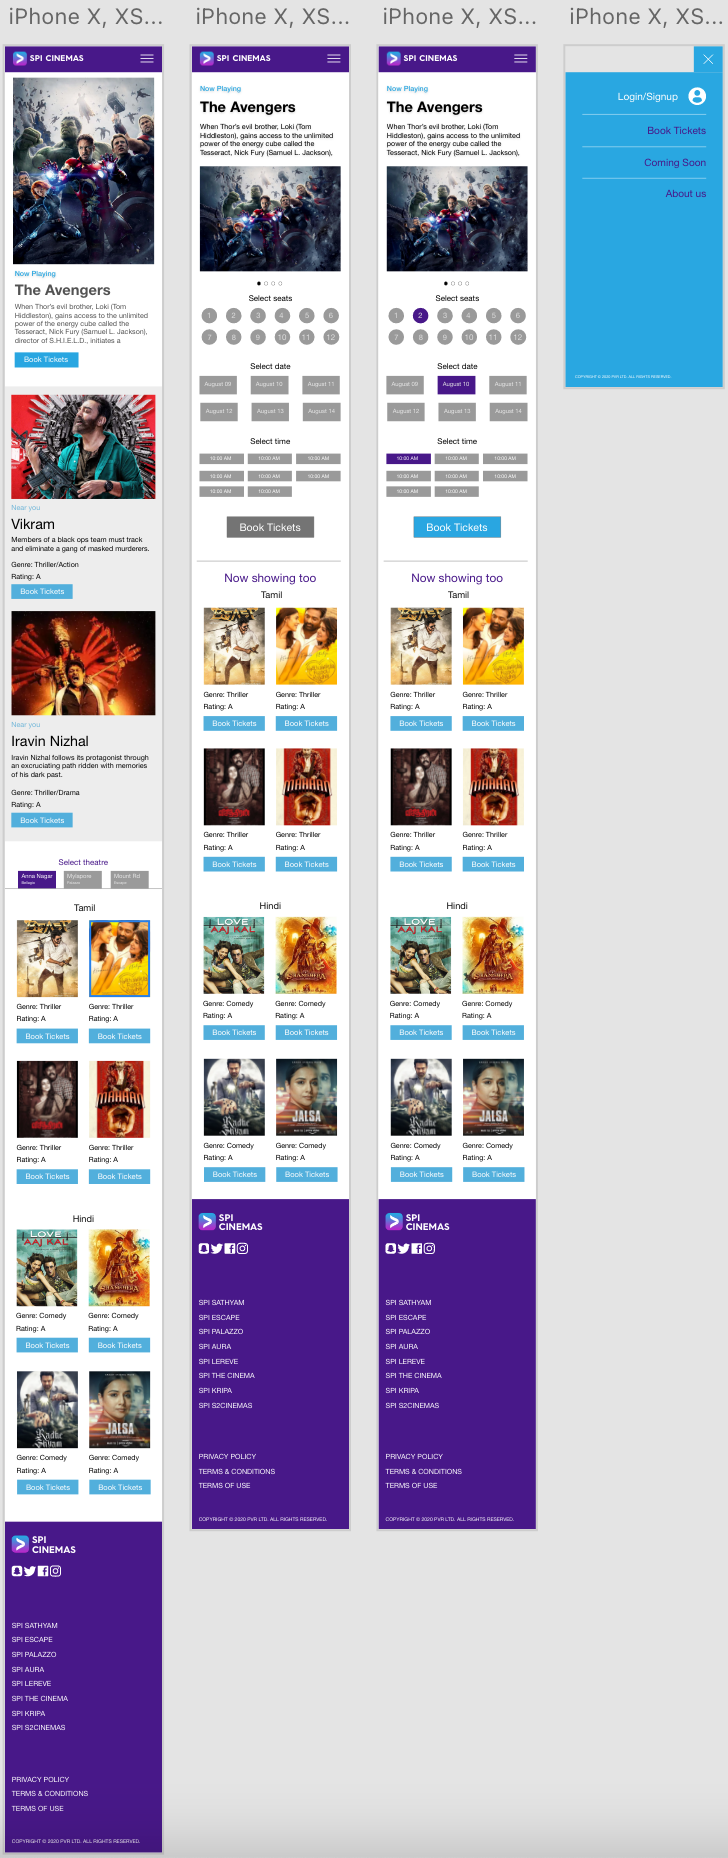 iPhone X, XS...
SPI CINEMAS
Now Playing
The Avengers
When Thor's evil brother, Loki (Tom
Hiddleston), gains access to the unlimited
power of the energy cube called the
Tesseract, Nick Fury (Samuel L. Jackson),
director of S.H.I.E.L.D., initiates a
Book Tickets
Near you
Vikram
Members of a black ops team must track
and eliminate a gang of masked murderers.
Genre: Thriller/Action
Rating: A
Book Tickets
Near you
Iravin Nizhal
Iravin Nizhal follows its protagonist through
an excruciating path ridden with memories
of his dark past.
Genre: Thriller/Drama
Rating: A
Book Tickets
Select theatre
Anna Nagar Mylapore Mount Rd
Tamil
Genre: Thriller Genre: Thriller
Rating: A Rating: A
Book Tickets Book Tickets
MAHAAN
Genre: Thriller Genre: Thriller
Rating: A Rating: A
Book Tickets Book Tickets
Hindi
LOVE
AAJ KAL
SHAMSHERA
Genre: Comedy Genre: Comedy
Rating: A Rating: A
Book Tickets Book Tickets
Radhe
Shyam
JALSA
Genre: Comedy Genre: Comedy
Rating: A Rating: A
Book Tickets Book Tickets
SPI
CINEMAS
SPI SATHYAM
SPI ESCAPE
SPI PALAZZO
SPI AURA
SPI LEREVE
SPI THE CINEMA
SPI KRIPA
SPI S2CINEMAS
PRIVACY POLICY
TERMS & CONDITIONS
TERMS OF USE
COPYRIGHT © 2020 PVR LTD. ALL RIGHTS RESERVED.
iPhone X, XS...
SPI CINEMAS
Now Playing
The Avengers
When Thor's evil brother, Loki (Tom
Hiddleston), gains access to the unlimited
power of the energy cube called the
Tesseract, Nick Fury (Samuel L. Jackson),
Select seats
1 2 3 4 5 6
7 8 9 10 11 12
Select date
August 09 August 10 August 11
August 12 August 13 August 14
Select time
10:00 AM 10:00 AM 10:00 AM
10:00 AM 10:00 AM 10:00 AM
10:00 AM 10:00 AM
Book Tickets
Now showing too
Tamil
Genre: Thriller Genre: Thriller
Rating: A Rating: A
Book Tickets Book Tickets
MAHAAN
Genre: Thriller Genre: Thriller
Rating: A Rating: A
Book Tickets Book Tickets
Hindi
LOVE
AAJ KAL
SHAMSHERA
Genre: Comedy Genre: Comedy
Rating: A Rating: A
Book Tickets Book Tickets
Radhe
Shyam
JALSA
Genre: Comedy Genre: Comedy
Rating: A Rating: A
Book Tickets Book Tickets
SPI
CINEMAS
SPI SATHYAM
SPI ESCAPE
SPI PALAZZO
SPI AURA
SPI LEREVE
SPI THE CINEMA
SPI KRIPA
SPI S2CINEMAS
PRIVACY POLICY
TERMS & CONDITIONS
TERMS OF USE
COPYRIGHT © 2020 PVR LTD. ALL RIGHTS RESERVED.
iPhone X, XS...
SPI CINEMAS
Now Playing
The Avengers
When Thor's evil brother, Loki (Tom
Hiddleston), gains access to the unlimited
power of the energy cube called the
Tesseract, Nick Fury (Samuel L. Jackson),
Select seats
1 2 3 4 5 6
7 8 9 10 11 12
Select date
August 09 August 10 August 11
August 12 August 13 August 14
Select time
10:00 AM 10:00 AM 10:00 AM
10:00 AM 10:00 AM 10:00 AM
10:00 AM 10:00 AM
Book Tickets
Now showing too
Tamil
Genre: Thriller Genre: Thriller
Rating: A Rating: A
Book Tickets Book Tickets
MAHAAN
Genre: Thriller Genre: Thriller
Rating: A Rating: A
Book Tickets Book Tickets
Hindi
LOVE
AAJ KAL
SHAMSHERA
Genre: Comedy Genre: Comedy
Rating: A Rating: A
Book Tickets Book Tickets
Radhe
Shyam
JALSA
Genre: Comedy Genre: Comedy
Rating: A Rating: A
Book Tickets Book Tickets
SPI
CINEMAS
SPI SATHYAM
SPI ESCAPE
SPI PALAZZO
SPI AURA
SPI LEREVE
SPI THE CINEMA
SPI KRIPA
SPI S2CINEMAS
PRIVACY POLICY
TERMS & CONDITIONS
TERMS OF USE
COPYRIGHT © 2020 PVR LTD. ALL RIGHTS RESERVED.
iPhone X, XS...
Login/Signup
Book Tickets
Coming Soon
About us
COPYRIGHT © 2020 PVR LTD. ALL RIGHTS RESERVED.